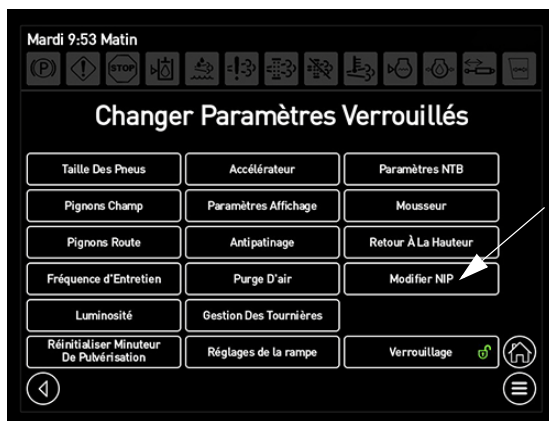 Mardi 9:53 Matin
(P) STOP
Changer Paramètres Verrouillés
Taille Des Pneus Accélérateur Paramètres NTB
Pignons Champ Paramètres Affichage Mousseur
Pignons Route Antipatinage Retour À La Hauteur
Fréquence d'Entretien Purge D'air Modifier NIP
Luminosité Gestion Des Tournières
Réinitialiser Minuteur
De Pulvérisation Réglages de la rampe Verrouillage